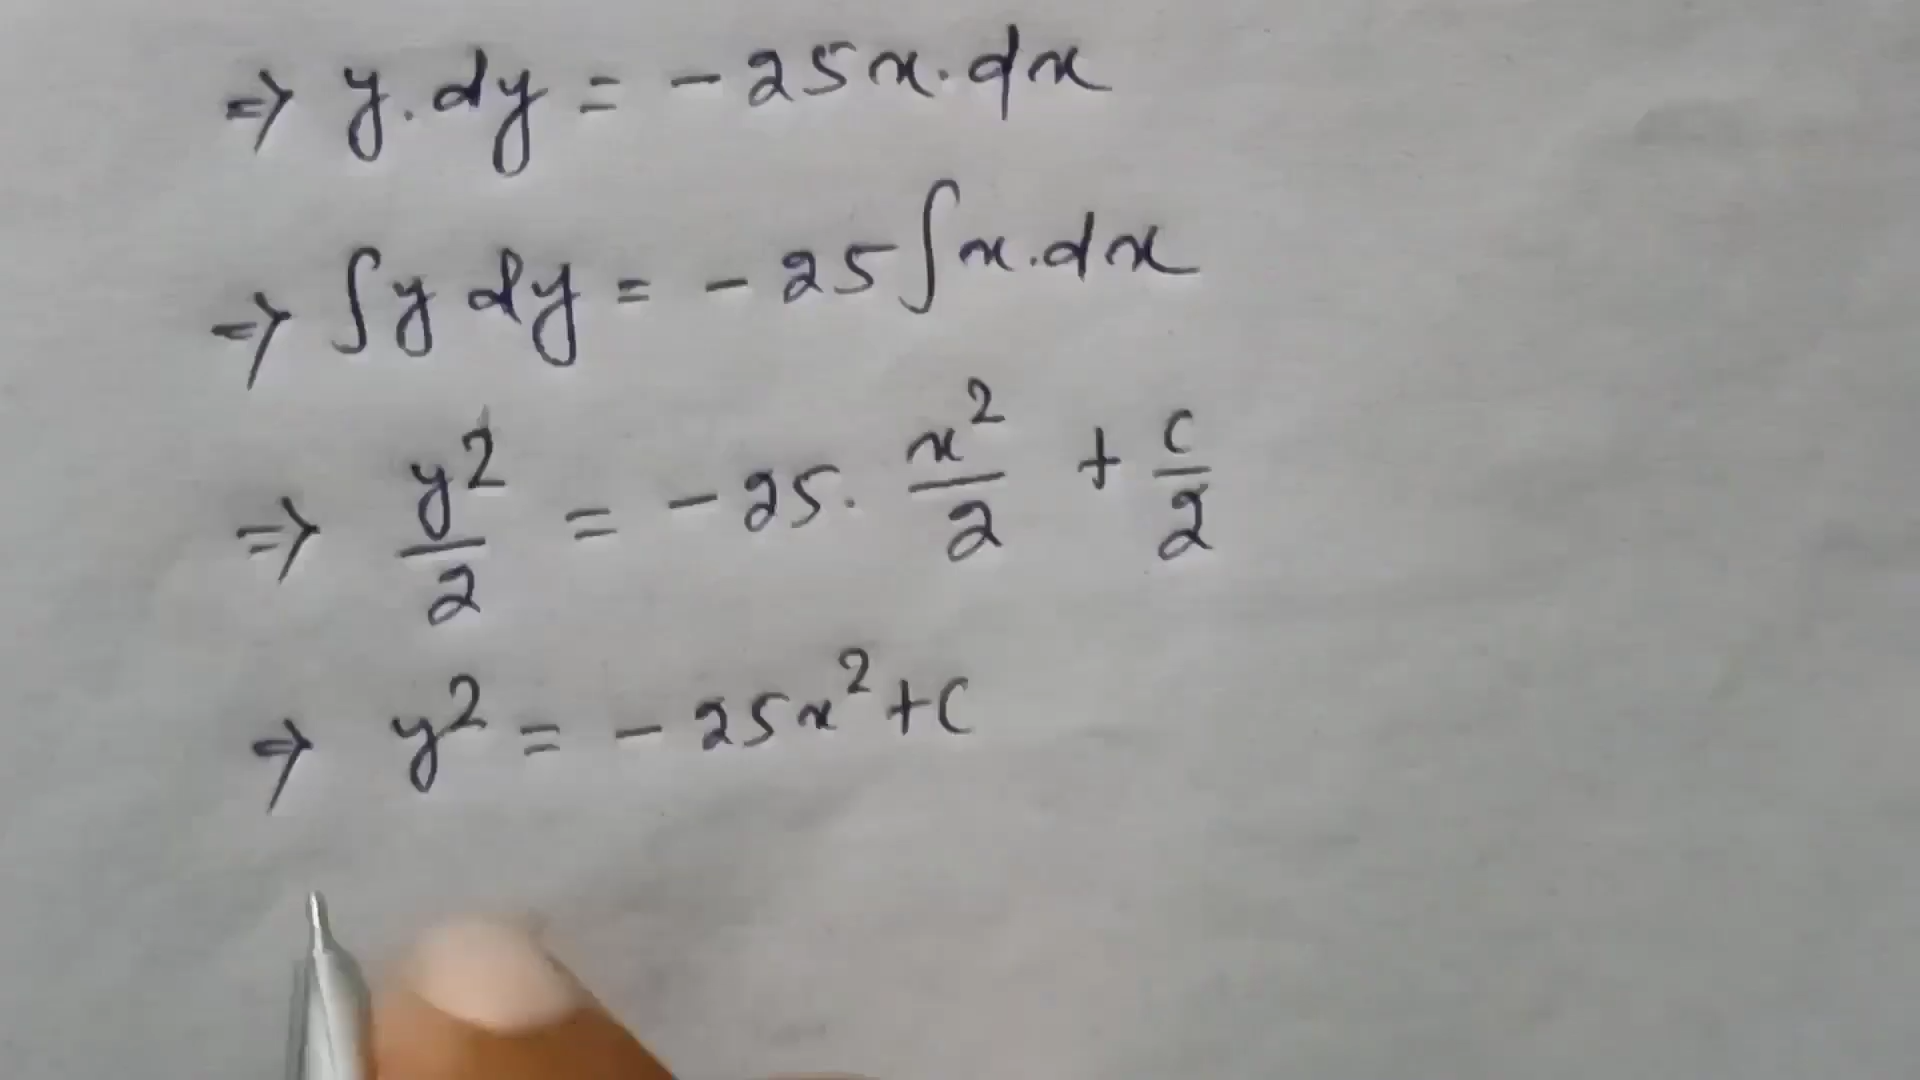 ⇒ y. dy = - 25x. dx
⇒ ∫y dy = - 25∫x. dx
⇒ y²/2 = - 25. x²/2 + c/2
⇒ y² = - 25x² + c